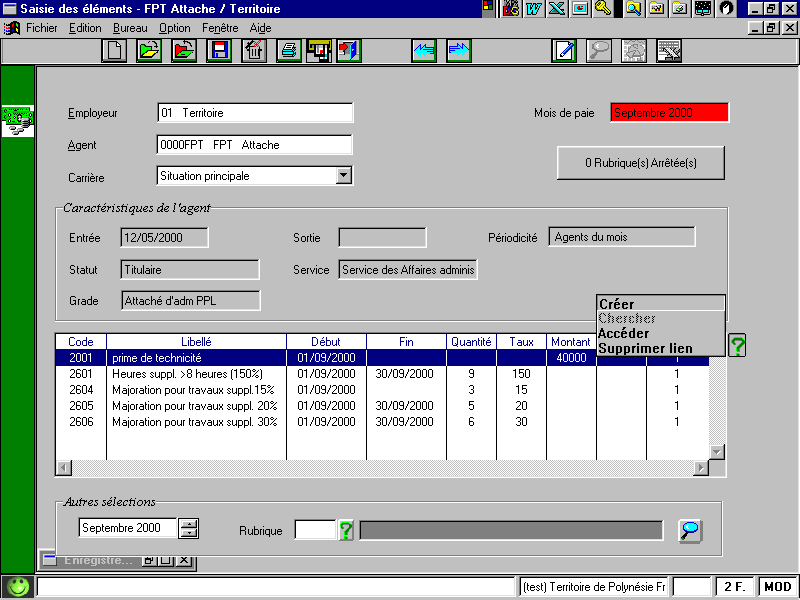 Saisie des éléments - FPT Attache / Territoire
Fichier Edition Bureau Option Fenêtre Aide
Employeur 01 Territoire Mois de paie Septembre 2000
Agent 0000FPT FPT Attache
0 Rubrique(s) Arrêtée(s)
Carrière Situation principale
Caractéristiques de l'agent
Entrée 12/05/2000 Sortie Périodicité Agents du mois
Statut Titulaire Service Service des Affaires adminis
Grade Attaché d'adm PPL
Créer
Chercher
Accéder
Supprimer lien
Code Libellé Début Fin Quantité Taux Montant
2001 prime de technicité 01/09/2000 40000
2601 Heures suppl. >8 heures (150%) 01/09/2000 30/09/2000 9 150 1
2604 Majoration pour travaux suppl.15% 01/09/2000 3 15 1
2605 Majoration pour travaux suppl. 20% 01/09/2000 30/09/2000 5 20 1
2606 Majoration pour travaux suppl. 30% 01/09/2000 30/09/2000 6 30 1
Autres sélections
Septembre 2000 Rubrique
Enregistre...
(test) Territoire de Polynésie Fr 2 F. MOD